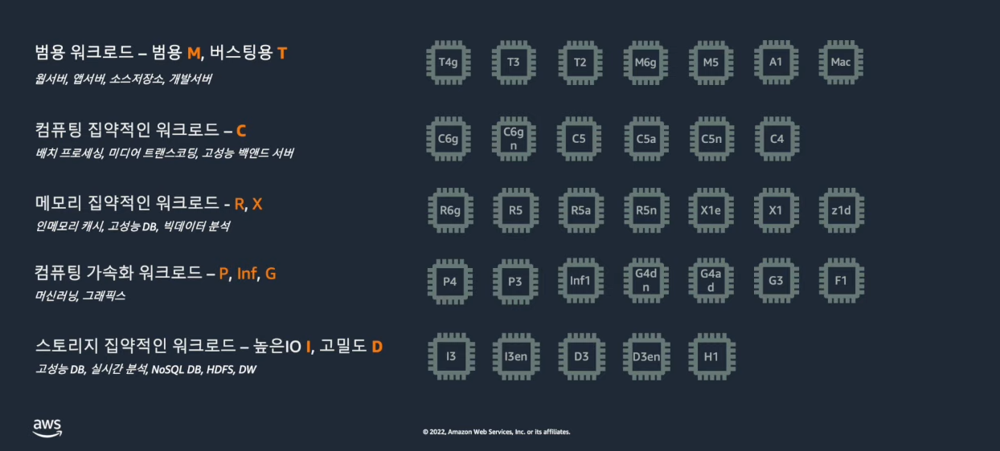 범용 워크로드 – 범용 M, 버스팅용 T
웝서버, 앱서버, 소스저장소, 개발서버
T4g T3 T2 M6g M5 A1 Mac
컴퓨팅 집약적인 워크로드 – C
배치 프로세싱, 미디어 트랜스코딩, 고성능 백앤드 서버
C6g C6gn C5 C5a C5n C4
메모리 집약적인 워크로드 - R, X
인메모리 캐시, 고성능 DB, 빅데이터 분석
R6g R5 R5a R5n X1e X1 z1d
컴퓨팅 가속화 워크로드 – P, Inf, G
머신러닝, 그래픽스
P4 P3 Inf1 G4dn G4ad G3 F1
스토리지 집약적인 워크로드 – 높은IO I, 고밀도 D
고성능 DB, 실시간 분석, NoSQL DB, HDFS, DW
I3 I3en D3 D3en H1
aws
© 2022, Amazon Web Services, Inc. or its affiliates.